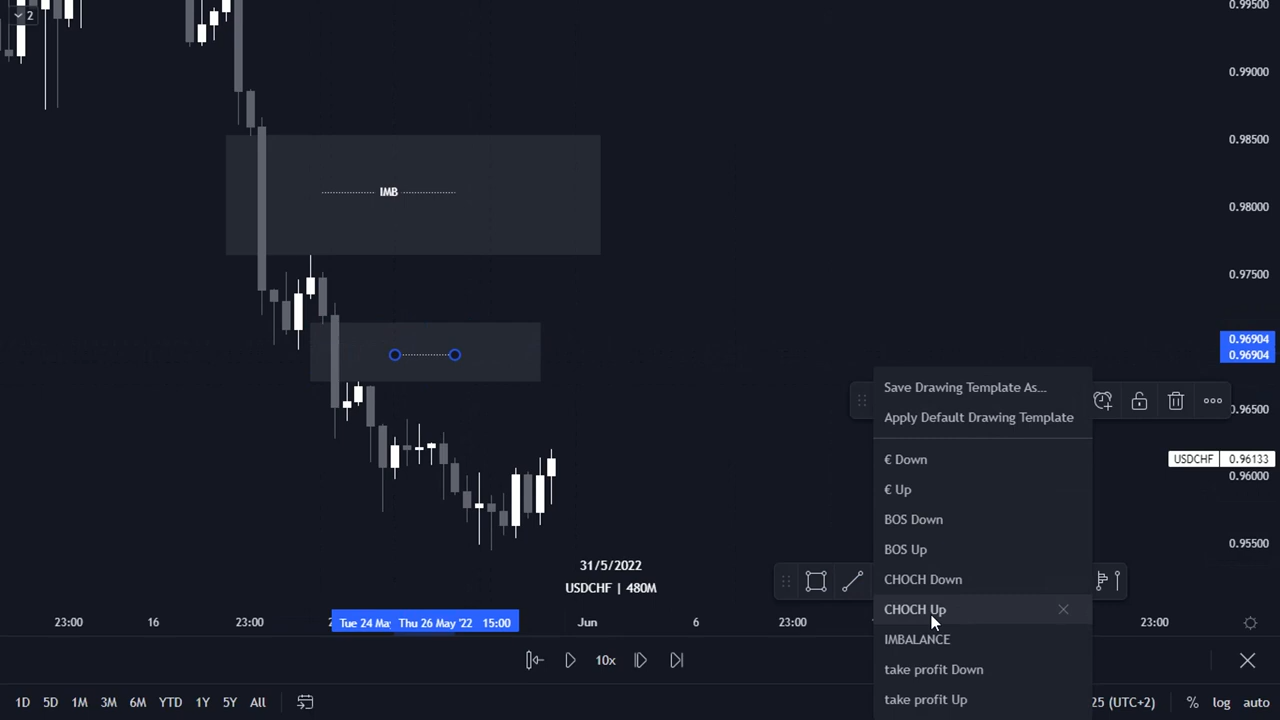 2
0.99500
0.99000
0.98500
IMB
0.98000
0.97500
0.96904
0.96904
Save Drawing Template As...
0.96500
Apply Default Drawing Template
€ Down
USDCHF 0.96133
0.96000
€ Up
BOS Down
0.95500
BOS Up
31/5/2022
CHOCH Down
USDCHF | 480M
CHOCH Up
23:00 16 23:00 2 Tue 24 May Thu 26 May '22 15:00 Jun 6 23:00 23:00
IMBALANCE
10x
take profit Down
1D 5D 1M 3M 6M YTD 1Y 5Y All
take profit Up
25 (UTC+2) % log auto